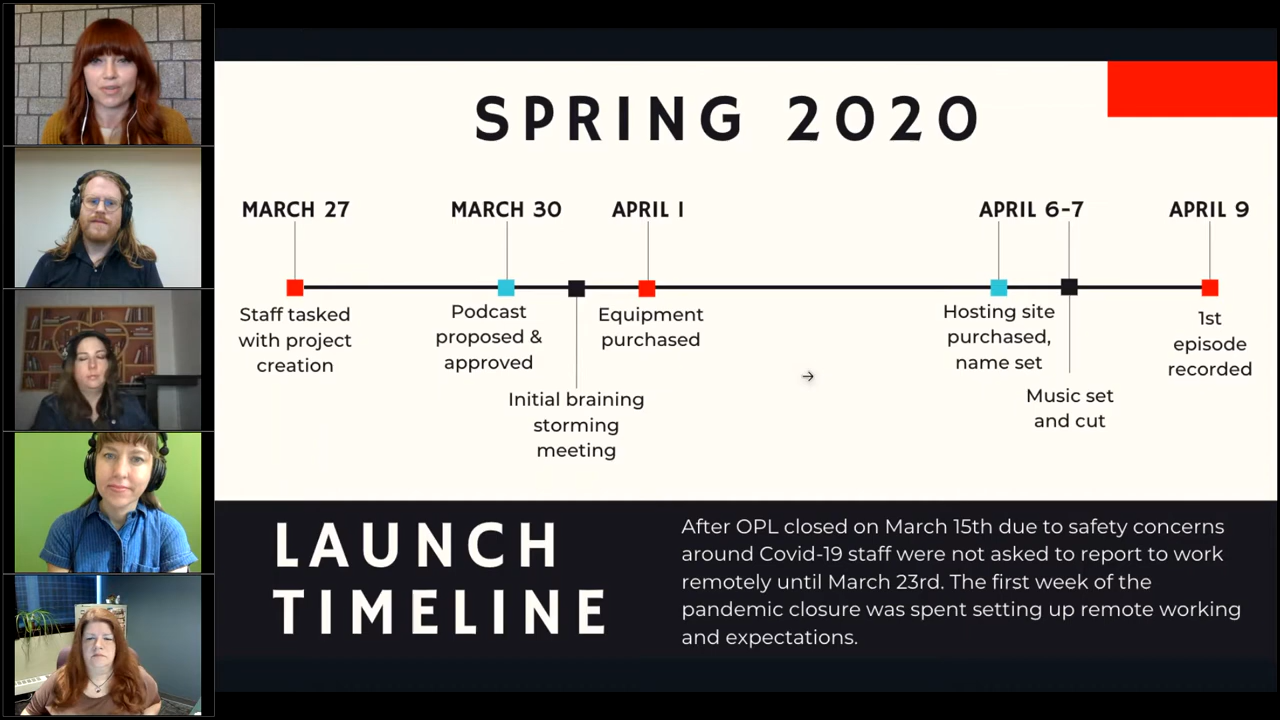 SPRING 2020
MARCH 27
MARCH 30
APRIL 1
APRIL 6-7
APRIL 9
Staff tasked
with project
creation
Podcast
proposed &
approved
Initial braining
storming
meeting
Equipment
purchased
Hosting site
purchased,
name set
Music set
and cut
1st
episode
recorded
LAUNCH
TIMELINE
After OPL closed on March 15th due to safety concerns
around Covid-19 staff were not asked to report to work
remotely until March 23rd. The first week of the
pandemic closure was spent setting up remote working
and expectations.